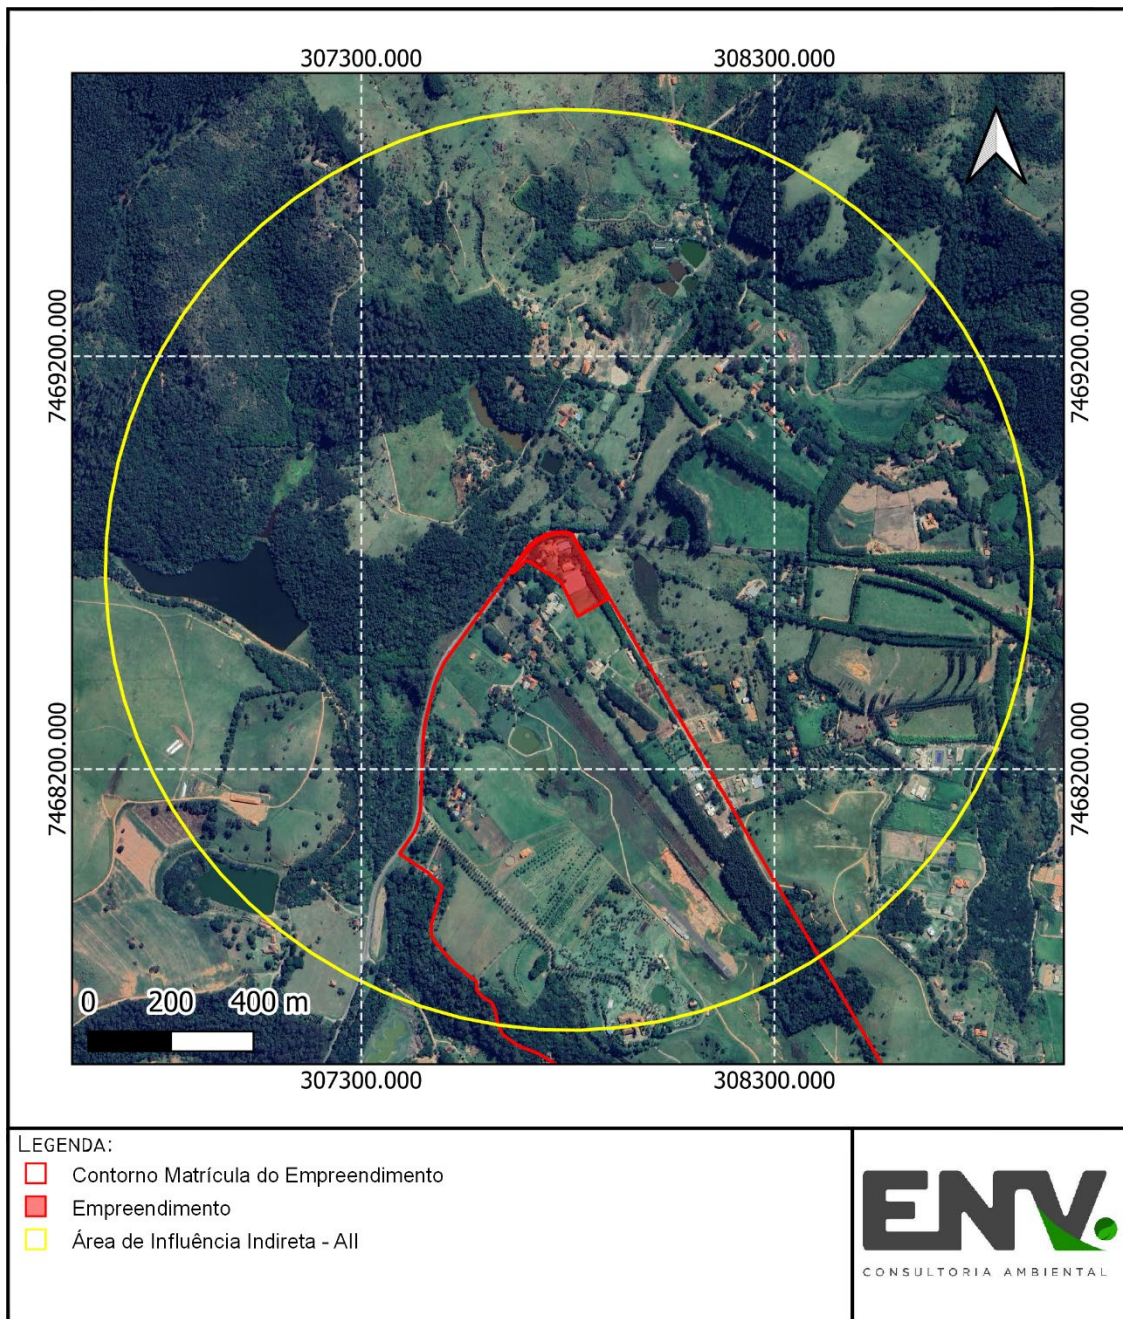 307300.000 308300.000
7469200.000 7469200.000
7468200.000 7468200.000
0 200 400 m
307300.000 308300.000
LEGENDA:
Contorno Matrícula do Empreendimento
Empreendimento
Área de Influência Indireta - AII
ENV.
CONSULTORIA AMBIENTAL